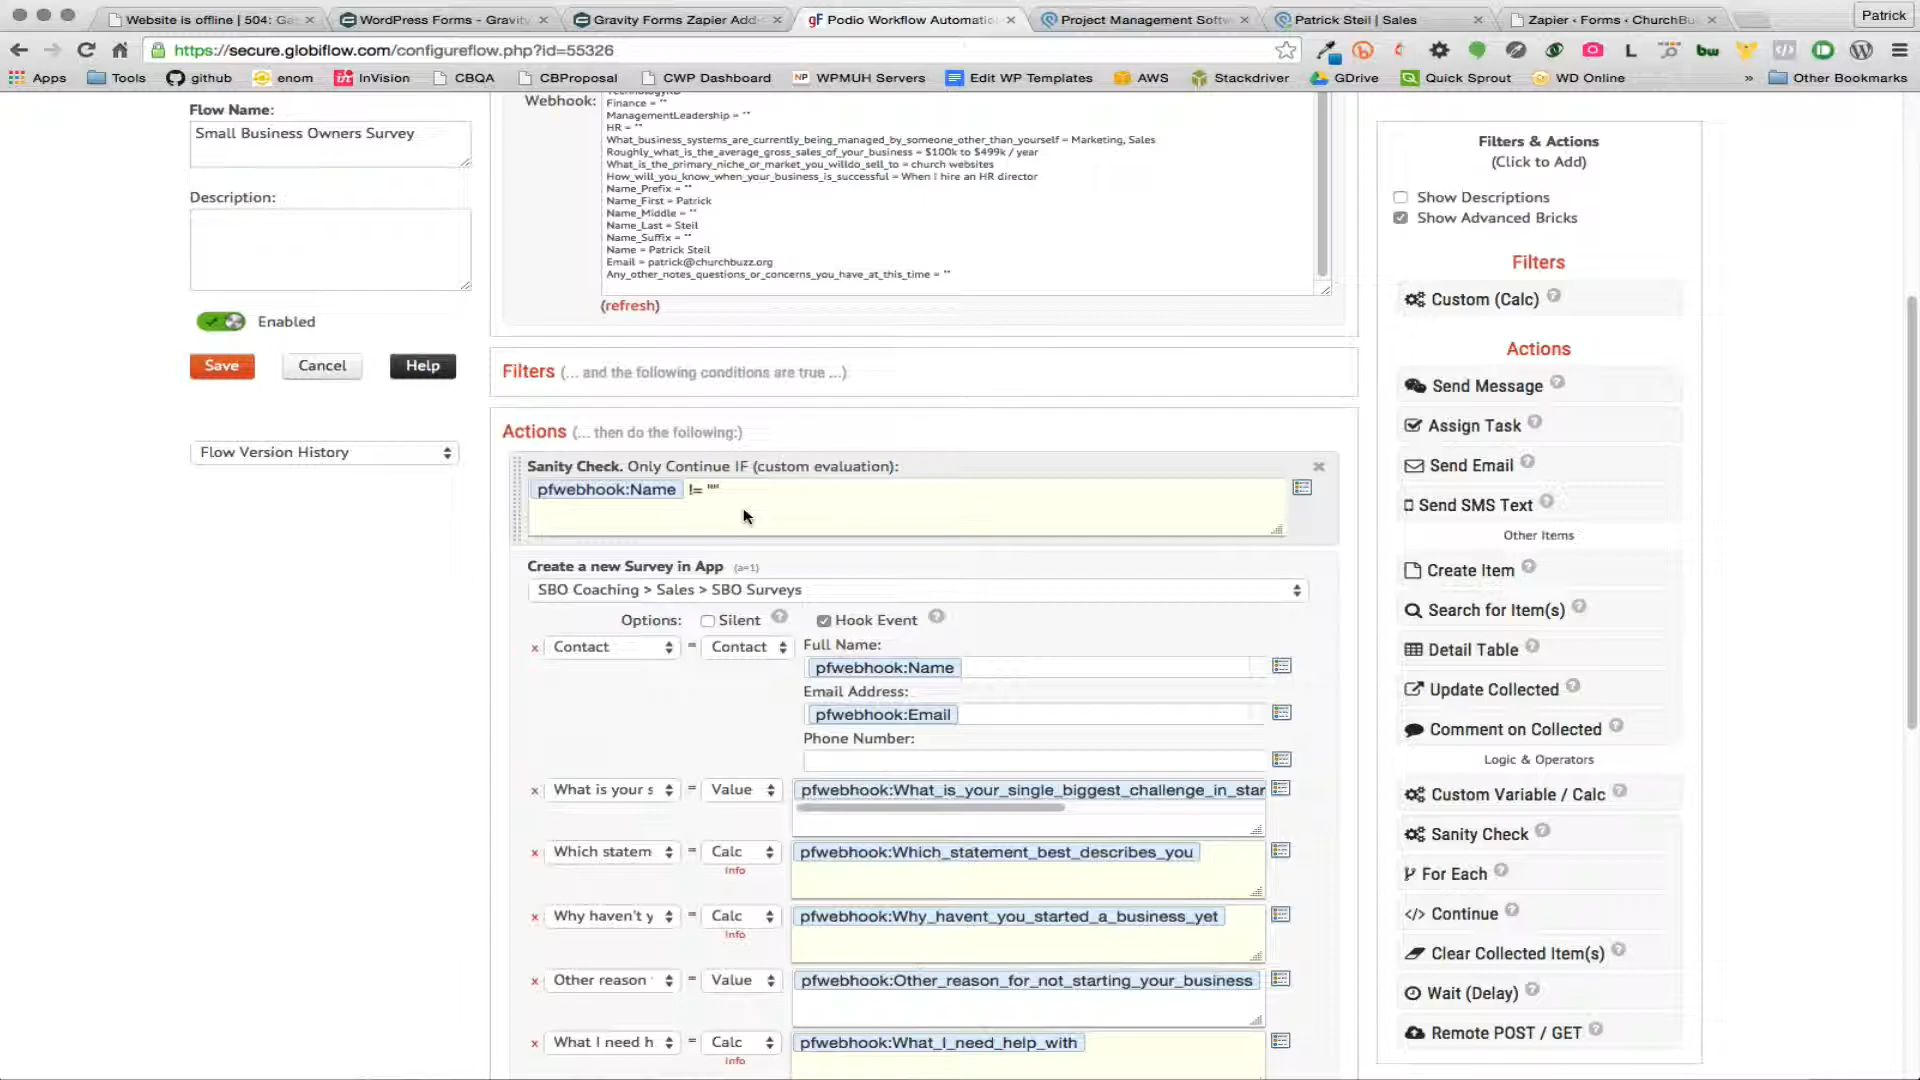 Website is offline | 504: Ga
WordPress Forms - Gravity
Gravity Forms Zapier Add-
gF Podio Workflow Automatio
Project Management Softw
Patrick Steil | Sales
Zapier ‹ Forms ‹ ChurchBu
Patrick
https://secure.globiflow.com/configureflow.php?id=55326
Apps
Tools
github
enom
in InVision
CBQA
CBProposal
CWP Dashboard
NP WPMUH Servers
Edit WP Templates
AWS
Stackdriver
GDrive
Quick Sprout
WD Online
»
Other Bookmarks
Flow Name:
Small Business Owners Survey
Description:
Enabled
Save
Cancel
Help
Flow Version History
Webhook:
Finance = ""
ManagementLeadership = ""
HR = ""
What_business_systems_are_currently_being_managed_by_someone_other_than_yourself = Marketing, Sales
Roughly_what_is_the_average_gross_sales_of_your_business = $100k to $499k / year
What_is_the_primary_niche_or_market_you_willdo_sell_to = church websites
How_will_you_know_when_your_business_is_successful = When I hire an HR director
Name_Prefix = ""
Name_First = Patrick
Name_Middle = ""
Name_Last = Steil
Name_Suffix = ""
Name = Patrick Steil
Email = patrick@churchbuzz.org
Any_other_notes_questions_or_concerns_you_have_at_this_time = ""
(refresh)
Filters (... and the following conditions are true ...)
Actions (... then do the following:)
Sanity Check. Only Continue IF (custom evaluation):
pfwebhook:Name != ""
Create a new Survey in App (a=1)
SBO Coaching > Sales > SBO Surveys
Options: Silent Hook Event
x Contact = Contact Full Name:
pfwebhook:Name
Email Address:
pfwebhook:Email
Phone Number:
x What is your s = Value pfwebhook:What_is_your_single_biggest_challenge_in_star
x Which statem = Calc pfwebhook:Which_statement_best_describes_you
Info
x Why haven't y = Calc pfwebhook:Why_havent_you_started_a_business_yet
Info
x Other reason = Value pfwebhook:Other_reason_for_not_starting_your_business
x What I need h = Calc pfwebhook:What_I_need_help_with
Info
Filters & Actions
(Click to Add)
Show Descriptions
Show Advanced Bricks
Filters
Custom (Calc)
Actions
Send Message
Assign Task
Send Email
Send SMS Text
Other Items
Create Item
Search for Item(s)
Detail Table
Update Collected
Comment on Collected
Logic & Operators
Custom Variable / Calc
Sanity Check
For Each
Continue
Clear Collected Item(s)
Wait (Delay)
Remote POST / GET